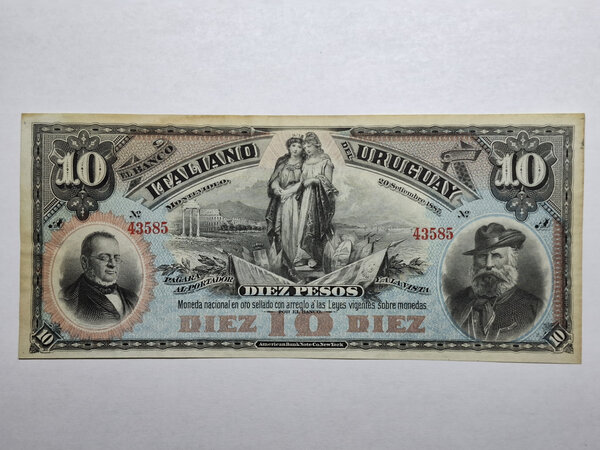 10
EL BANCO
ITALIANO
DEL
URUGUAY
10
MONTEVIDEO,
20 Settiembre 1887.
Nº
43585
Nº
43585
A
PAGARÁ
AL PORTADOR
Á LA VISTA
DIEZ PESOS
Moneda nacional en oro sellado con arreglo a las Leyes vigentes sobre monedas.
POR EL BANCO.
DIEZ 10 DIEZ
10
10
American Bank Note Co. New York